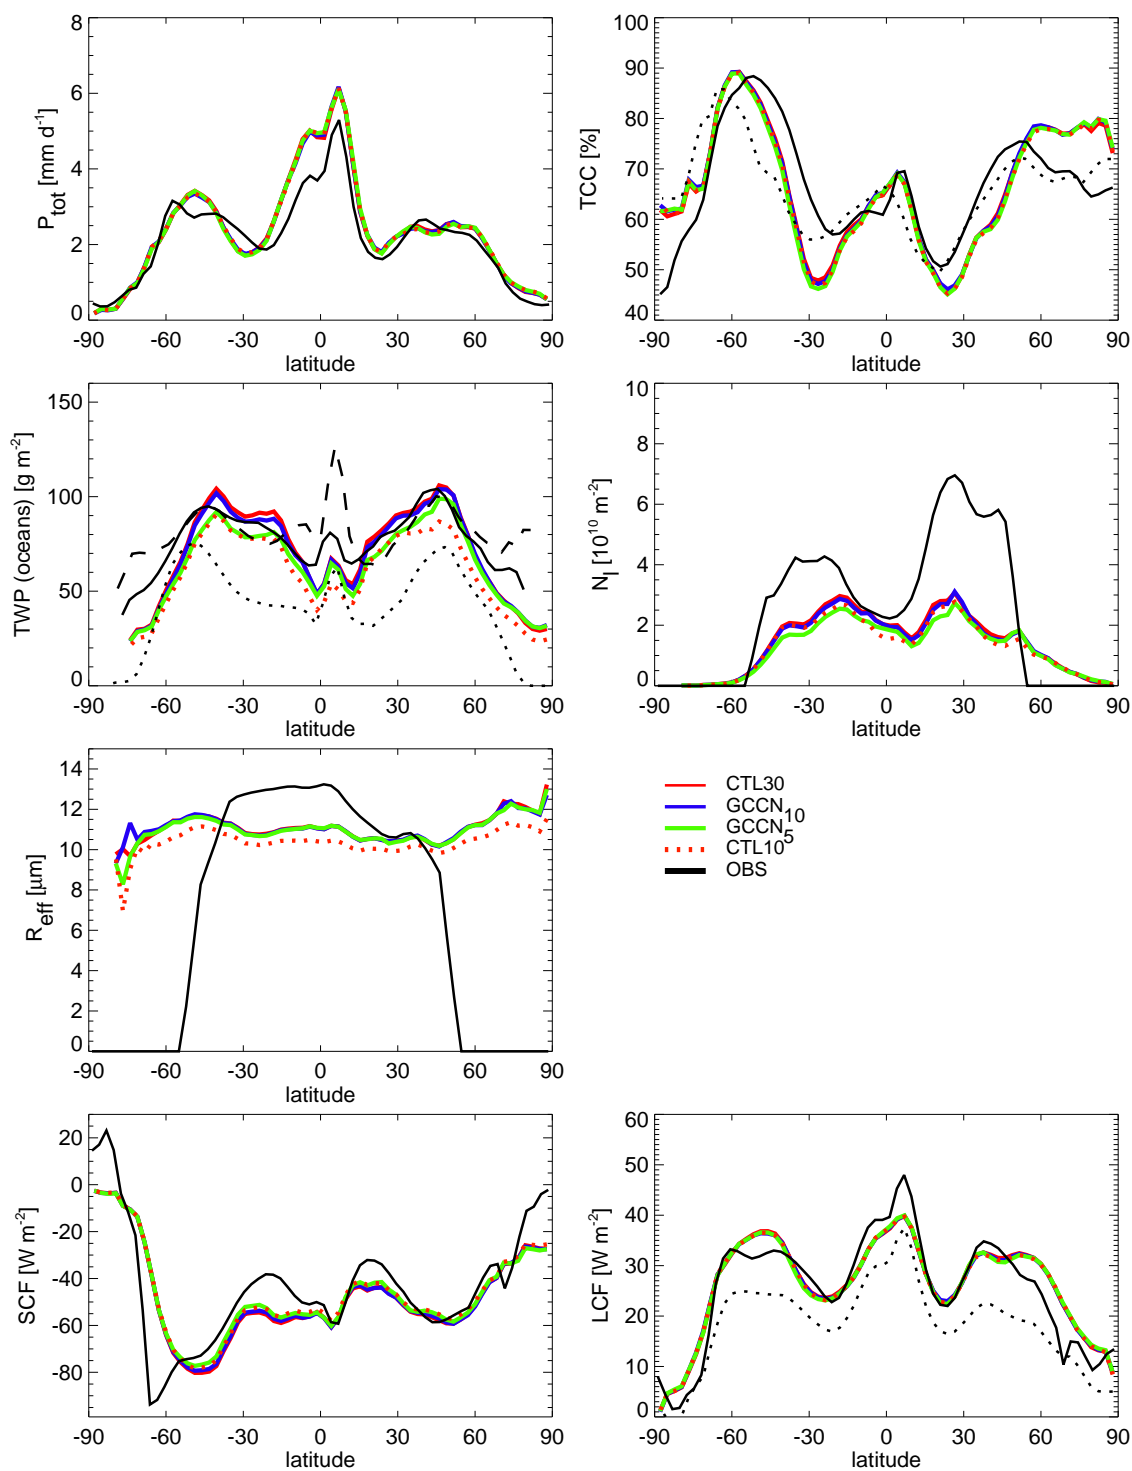 8
6
4
2
0
P_tot [mm d^-1]
-90 -60 -30 0 30 60 90
latitude
100
90
80
70
60
50
40
TCC [%]
-90 -60 -30 0 30 60 90
latitude
150
100
50
0
TWP (oceans) [g m^-2]
-90 -60 -30 0 30 60 90
latitude
10
8
6
4
2
0
N_l [10^10 m^-2]
-90 -60 -30 0 30 60 90
latitude
14
12
10
8
6
4
2
0
R_eff [µm]
-90 -60 -30 0 30 60 90
latitude
CTL30
GCCN_10
GCCN_5
CTL10
OBS
20
0
-20
-40
-60
-80
SCF [W m^-2]
-90 -60 -30 0 30 60 90
latitude
60
50
40
30
20
10
0
LCF [W m^-2]
-90 -60 -30 0 30 60 90
latitude